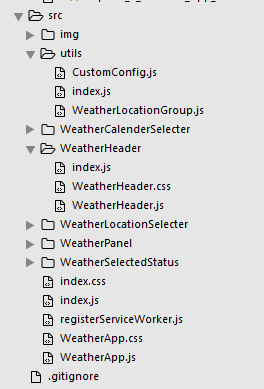 src
img
utils
CustomConfig.js
index.js
WeatherLocationGroup.js
WeatherCalenderSelecter
WeatherHeader
index.js
WeatherHeader.css
WeatherHeader.js
WeatherLocationSelecter
WeatherPanel
WeatherSelectedStatus
index.css
index.js
registerServiceWorker.js
WeatherApp.css
WeatherApp.js
.gitignore